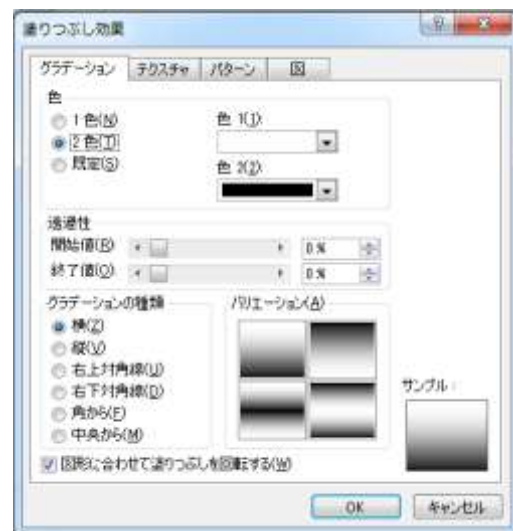 塗りつぶし効果
グラデーション テクスチャ パターン 図
色
1 色(N)
2 色(T)
既定(S)
色 1(1)
色 2(2)
透過性
開始値(R) 0 %
終了値(O) 0 %
グラデーションの種類
横(Z)
縦(V)
右上対角線(U)
右下対角線(D)
角から(F)
中央から(M)
バリエーション(A)
サンプル :
図形に合わせて塗りつぶしを回転する(W)
OK キャンセル